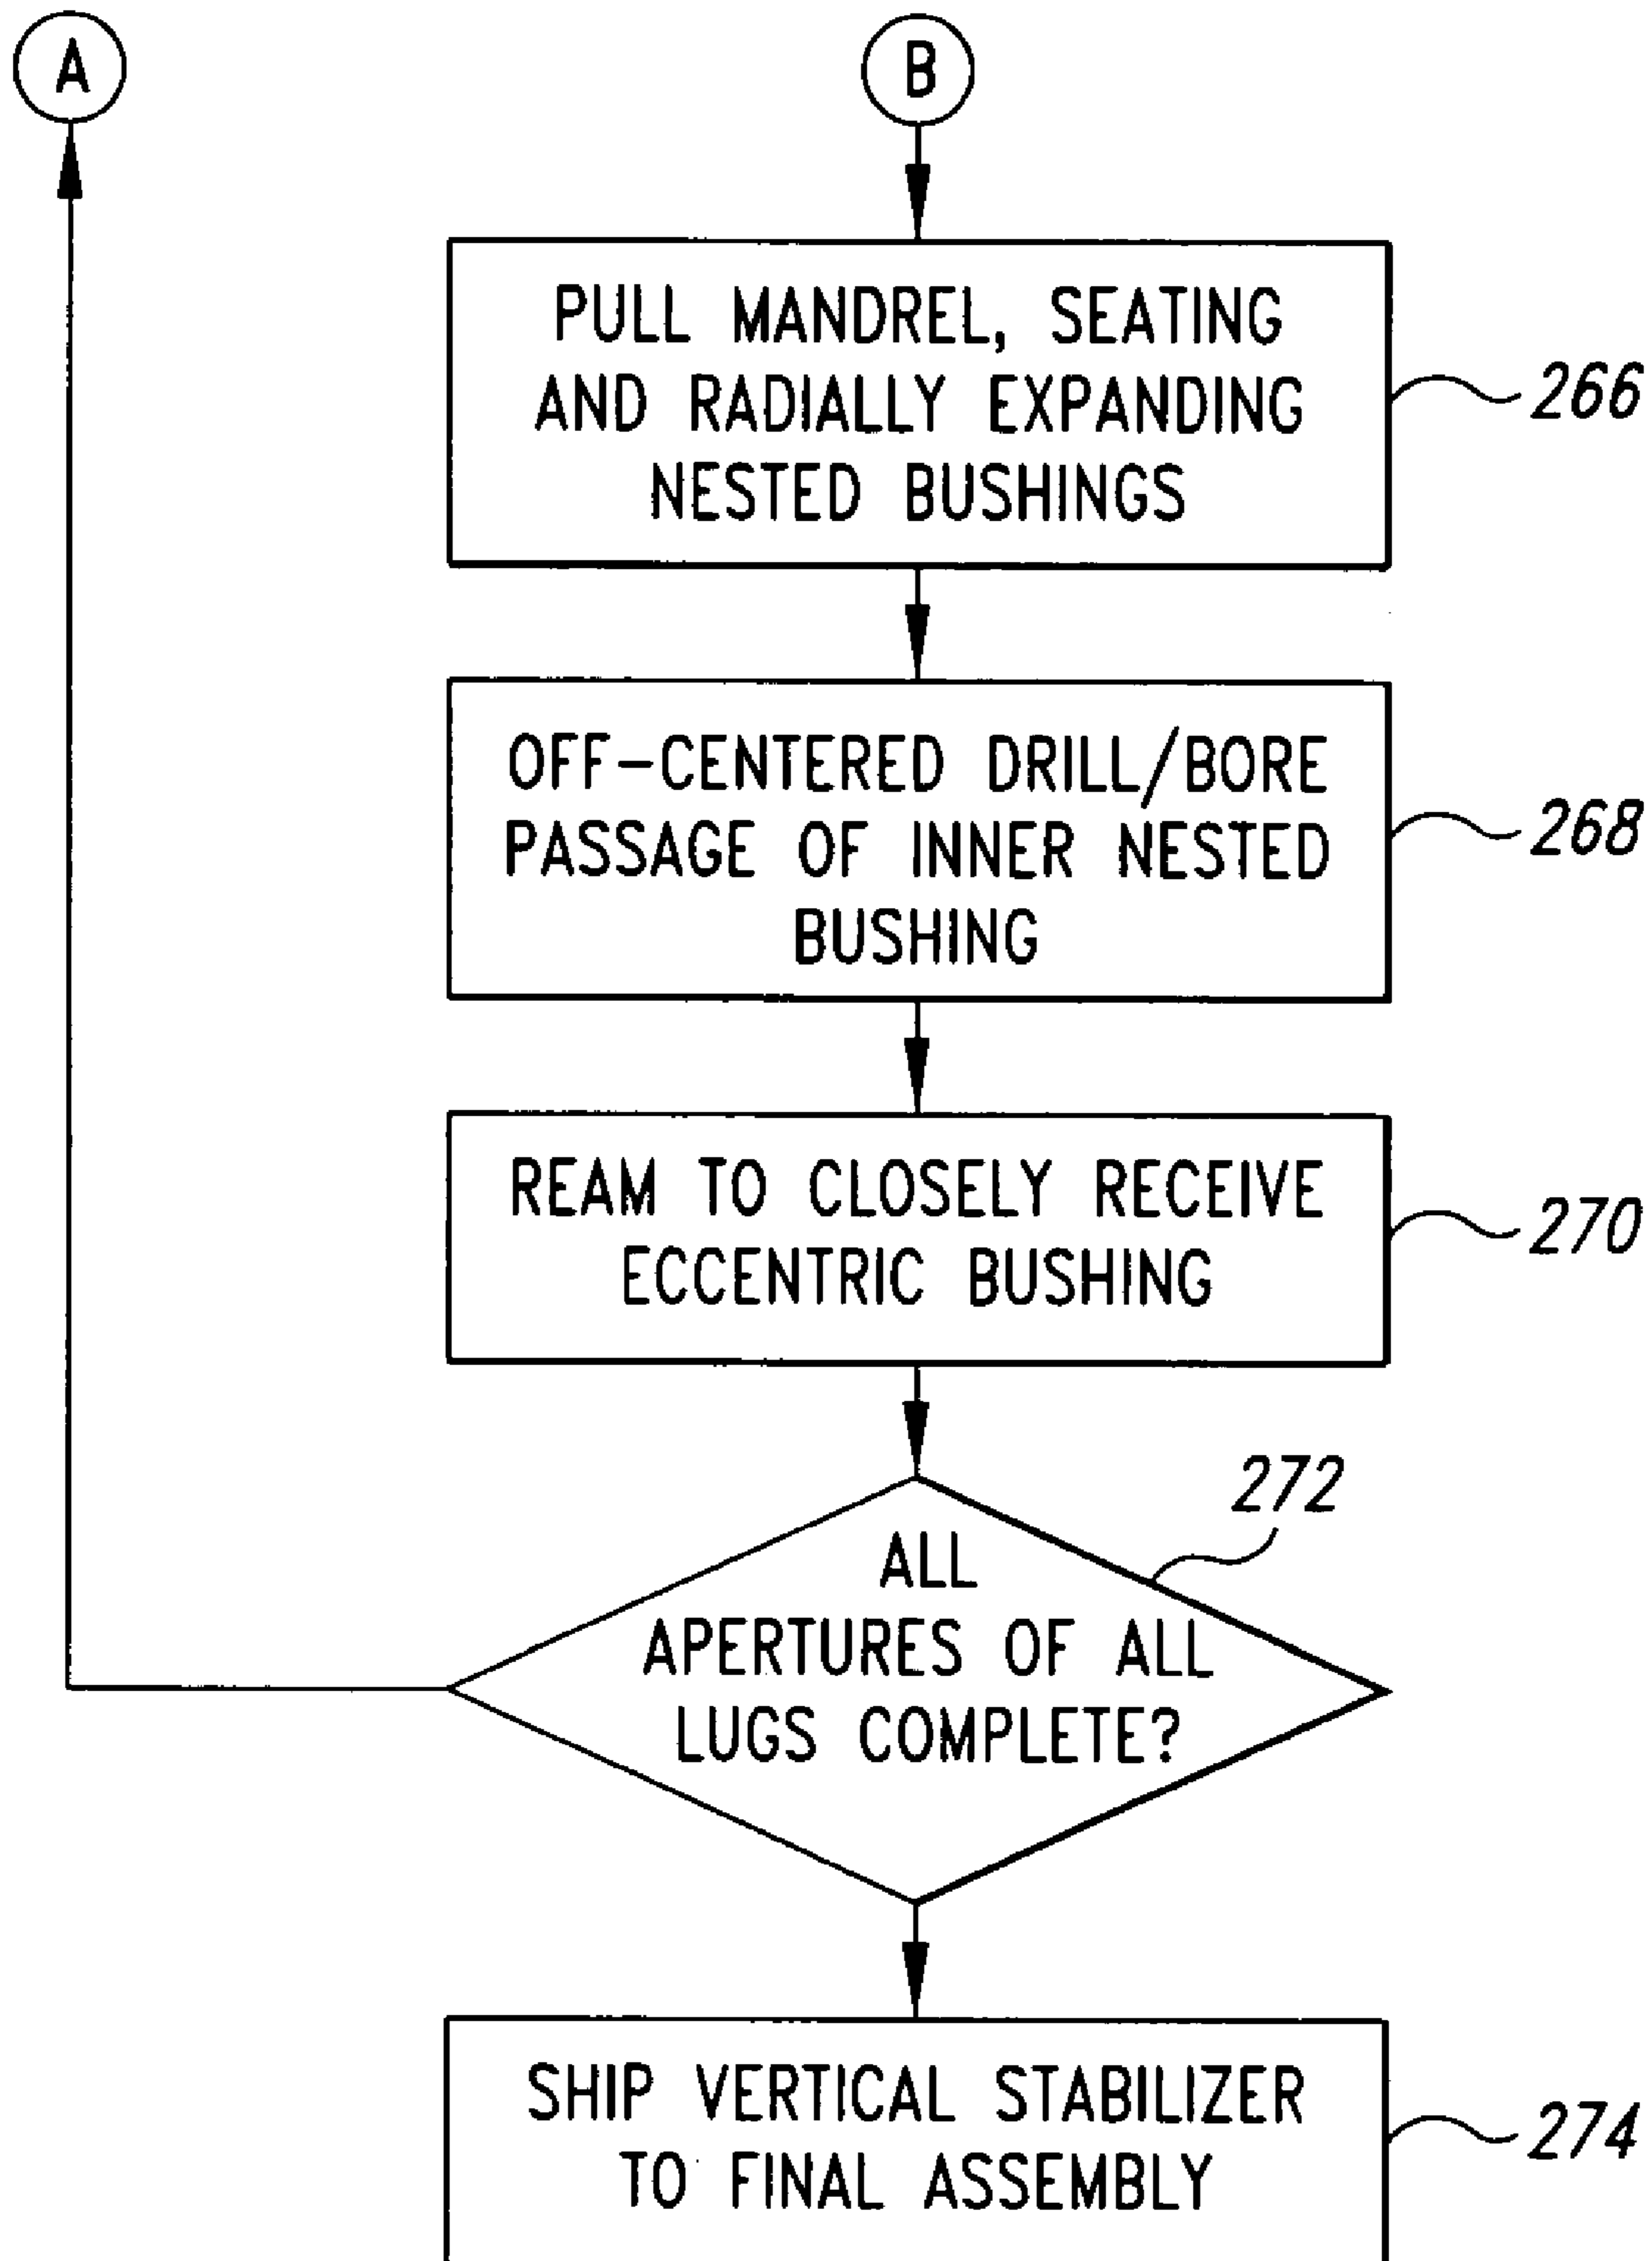 A
B
PULL MANDREL, SEATING
AND RADIALLY EXPANDING
NESTED BUSHINGS
266
OFF-CENTERED DRILL/BORE
PASSAGE OF INNER NESTED
BUSHING
268
REAM TO CLOSELY RECEIVE
ECCENTRIC BUSHING
270
272
ALL
APERTURES OF ALL
LUGS COMPLETE?
SHIP VERTICAL STABILIZER
TO FINAL ASSEMBLY
274